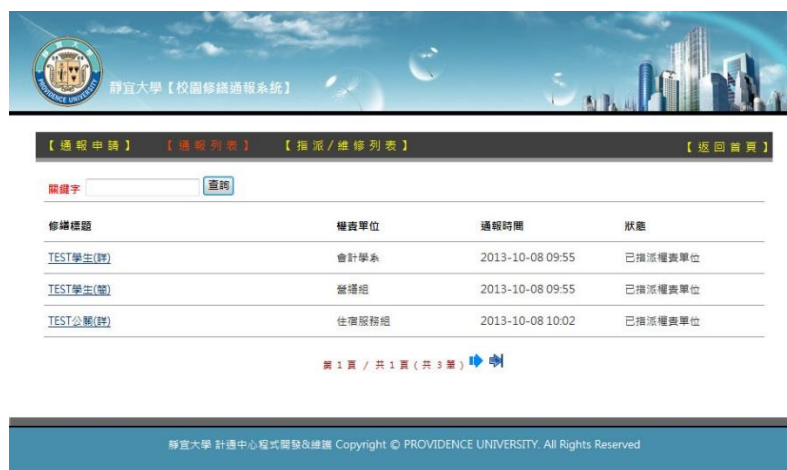 靜宜大學【校園修繕通報系統】
【通報申請】 【通報列表】 【指派/維修列表】 【返回首頁】
關鍵字 查詢
修繕標題 權責單位 通報時間 狀態
TEST學生(詳) 會計學系 2013-10-08 09:55 已指派權責單位
TEST學生(簡) 營繕組 2013-10-08 09:55 已指派權責單位
TEST公關(詳) 住宿服務組 2013-10-08 10:02 已指派權責單位
第 1 頁 / 共 1 頁 ( 共 3 筆 )
靜宜大學 計通中心程式開發&維護 Copyright © PROVIDENCE UNIVERSITY. All Rights Reserved